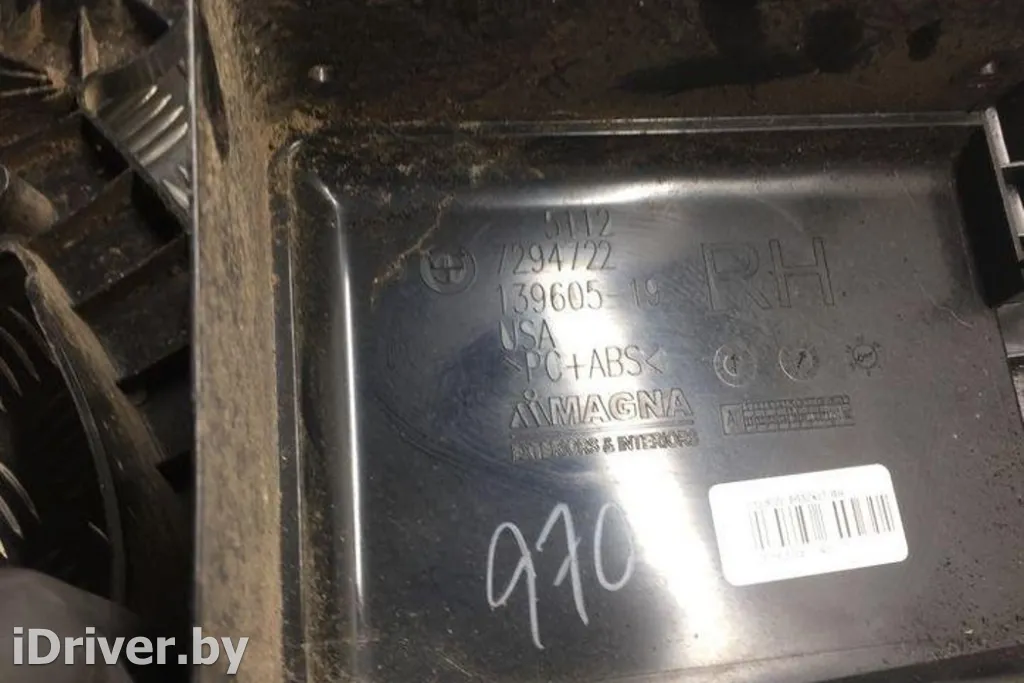 5112
7294722
139605-19
USA
>PC+ABS<
RH
MAGNA
EXTERIORS & INTERIORS
970
iDriver.by